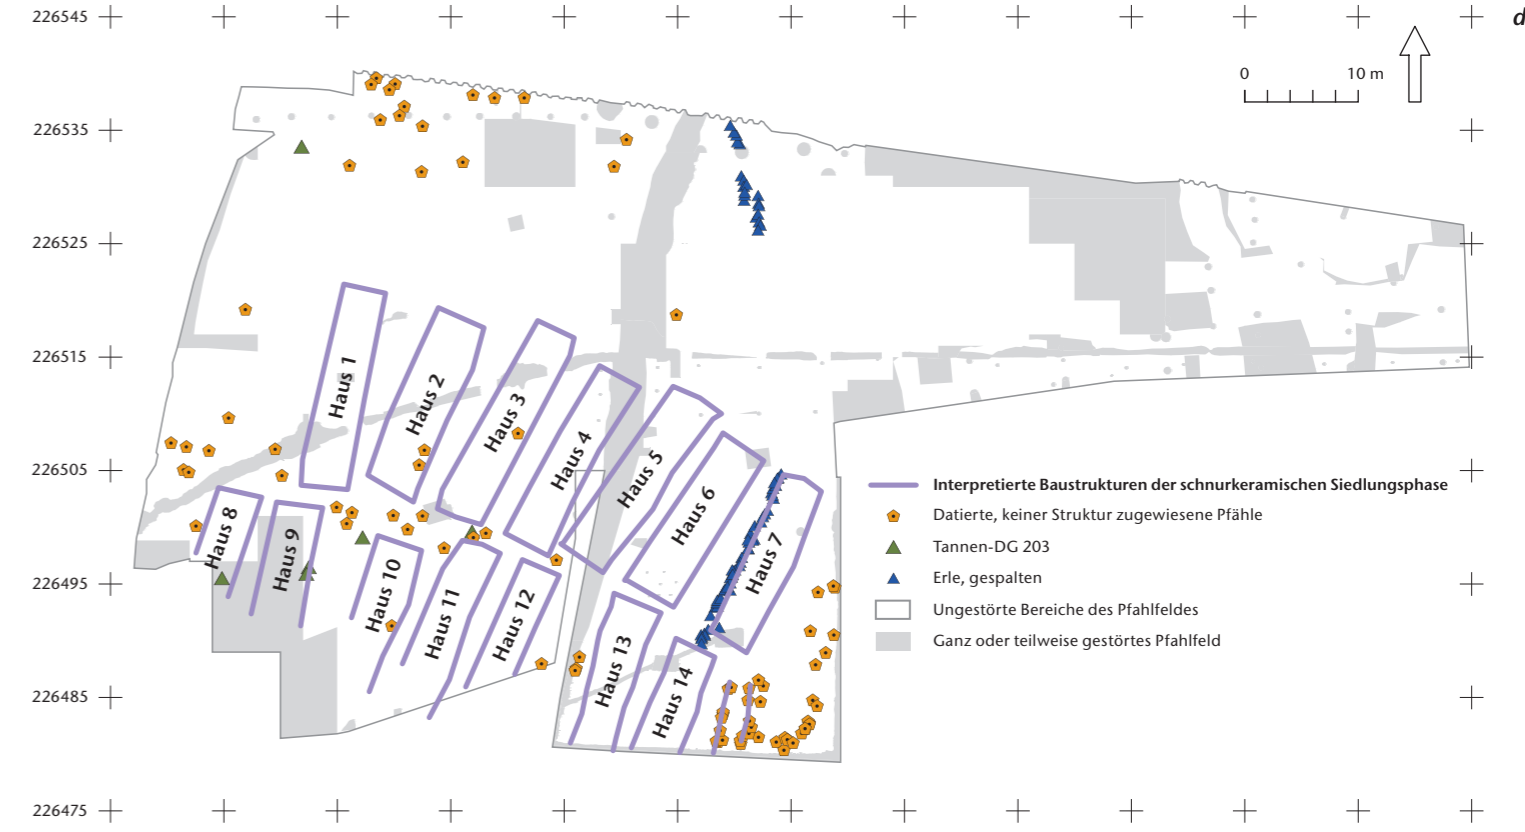 226545
d
0 10 m
226535
226525
226515
226505
226495
226485
226475
Haus 1
Haus 2
Haus 3
Haus 4
Haus 5
Haus 6
Haus 7
Haus 8
Haus 9
Haus 10
Haus 11
Haus 12
Haus 13
Haus 14
Interpretierte Baustrukturen der schnurkeramischen Siedlungsphase
Datierte, keiner Struktur zugewiesene Pfähle
Tannen-DG 203
Erle, gespalten
Ungestörte Bereiche des Pfahlfeldes
Ganz oder teilweise gestörtes Pfahlfeld